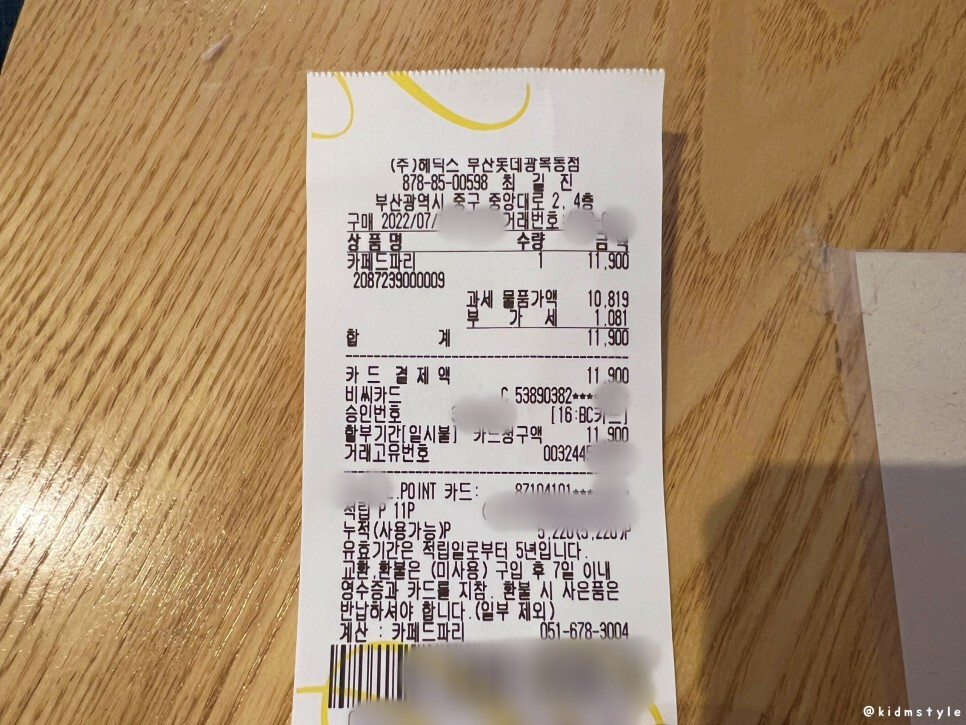 (주)헤딕스 부산롯데광복동점
878-85-00598 최 길 진
부산광역시 중구 중앙대로 2, 4층
구매 2022/07/ 거래번호
상 품 명 수량 금 액
카페드파리 1 11,900
2087239000009
과세 물품가액 10,819
부 가 세 1,081
합 계 11,900
카 드 결 제 액 11,900
비씨카드 C 53890382***
승인번호 [16:BC카드]
할부기간[일시불] 카드청구액 11,900
거래고유번호 003244
.POINT 카드: 87104101***
적립 P 11P
누적(사용가능)P 5,220(5,220)P
유효기간은 적립일로부터 5년입니다.
교환,환불은 (미사용) 구입 후 7일 이내
영수증과 카드를 지참. 환불 시 사은품은
반납하셔야 합니다.(일부 제외)
계산 : 카페드파리 051-678-3004
@kidmstyle